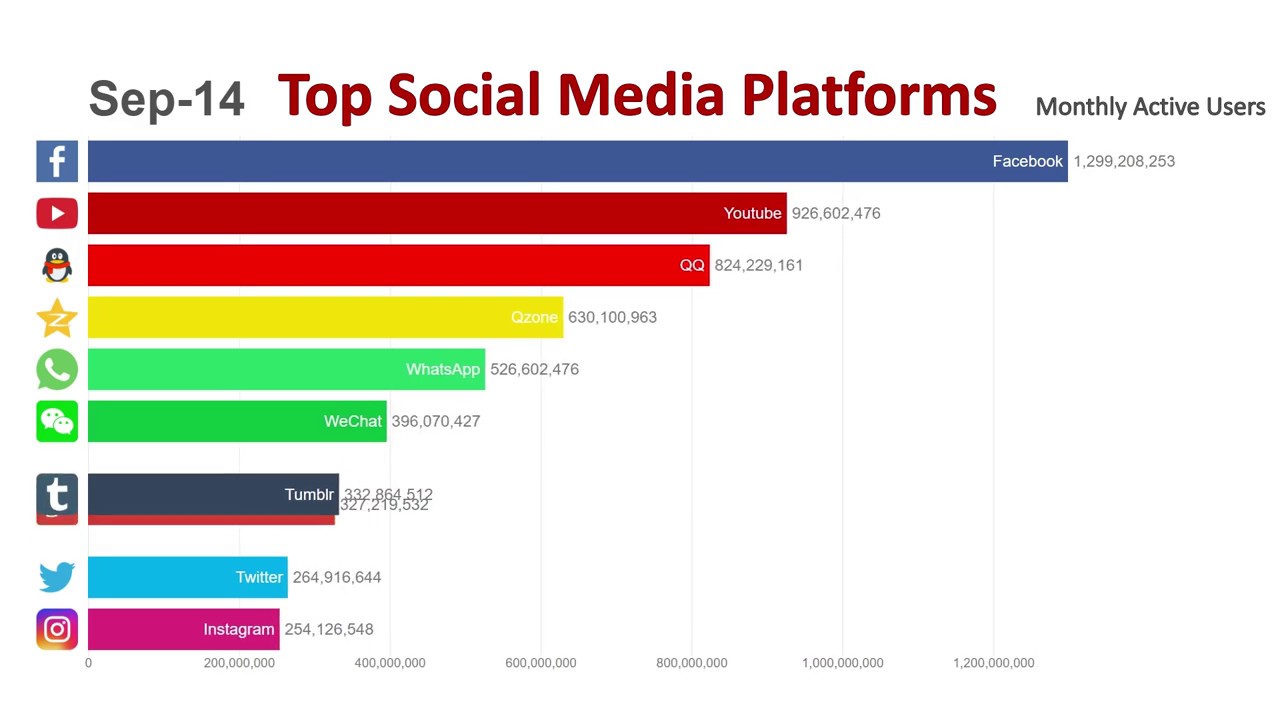 Sep-14 Top Social Media Platforms Monthly Active Users
Facebook 1,299,208,253
Youtube 926,602,476
QQ 824,229,161
Qzone 630,100,963
WhatsApp 526,602,476
WeChat 396,070,427
Tumblr 332,864,512
327,219,532
Twitter 264,916,644
Instagram 254,126,548
0 200,000,000 400,000,000 600,000,000 800,000,000 1,000,000,000 1,200,000,000